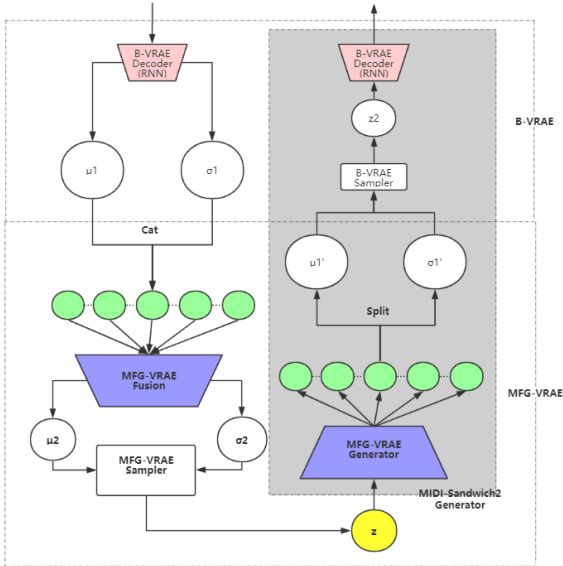 B-VRAE
Decoder
(RNN)
μ1
σ1
Cat
MFG-VRAE
Fusion
μ2
σ2
MFG-VRAE
Sampler
B-VRAE
Decoder
(RNN)
z2
B-VRAE
Sampler
μ1'
σ1'
Split
MFG-VRAE
Generator
MIDI-Sandwich2
Generator
z
B-VRAE
MFG-VRAE